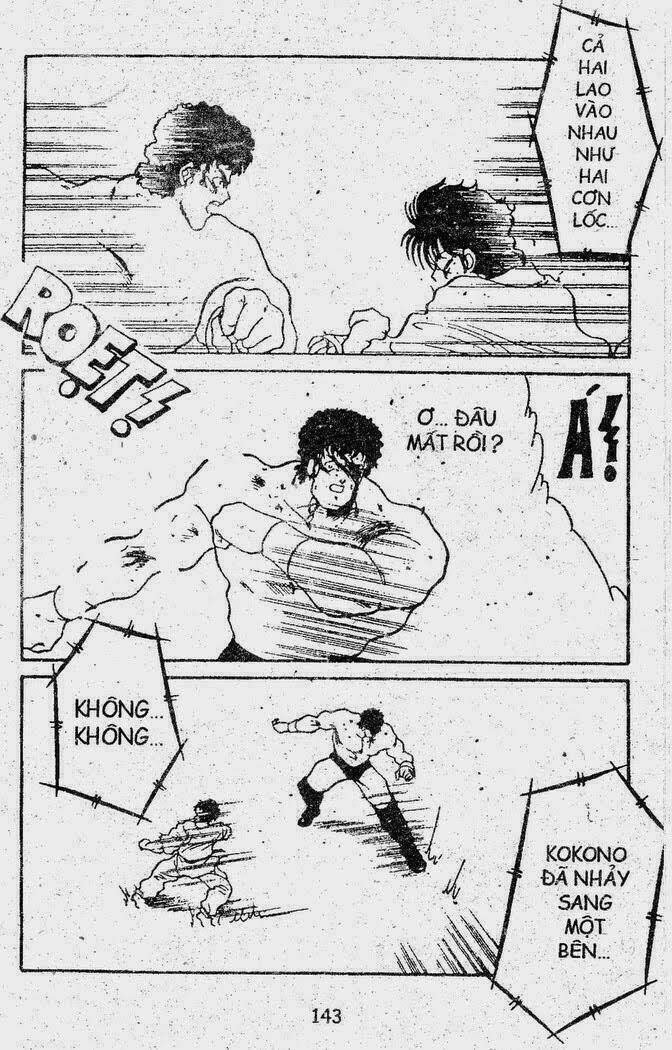 CẢ
HAI
LAO
VÀO
NHAU
NHƯ
HAI
CƠN
LỐC...
ROẸT!
Ơ... ĐÂU
MẤT RỒI?
Á!
KHÔNG...
KHÔNG...
KOKONO
ĐÃ NHẢY
SANG
MỘT
BÊN...
143